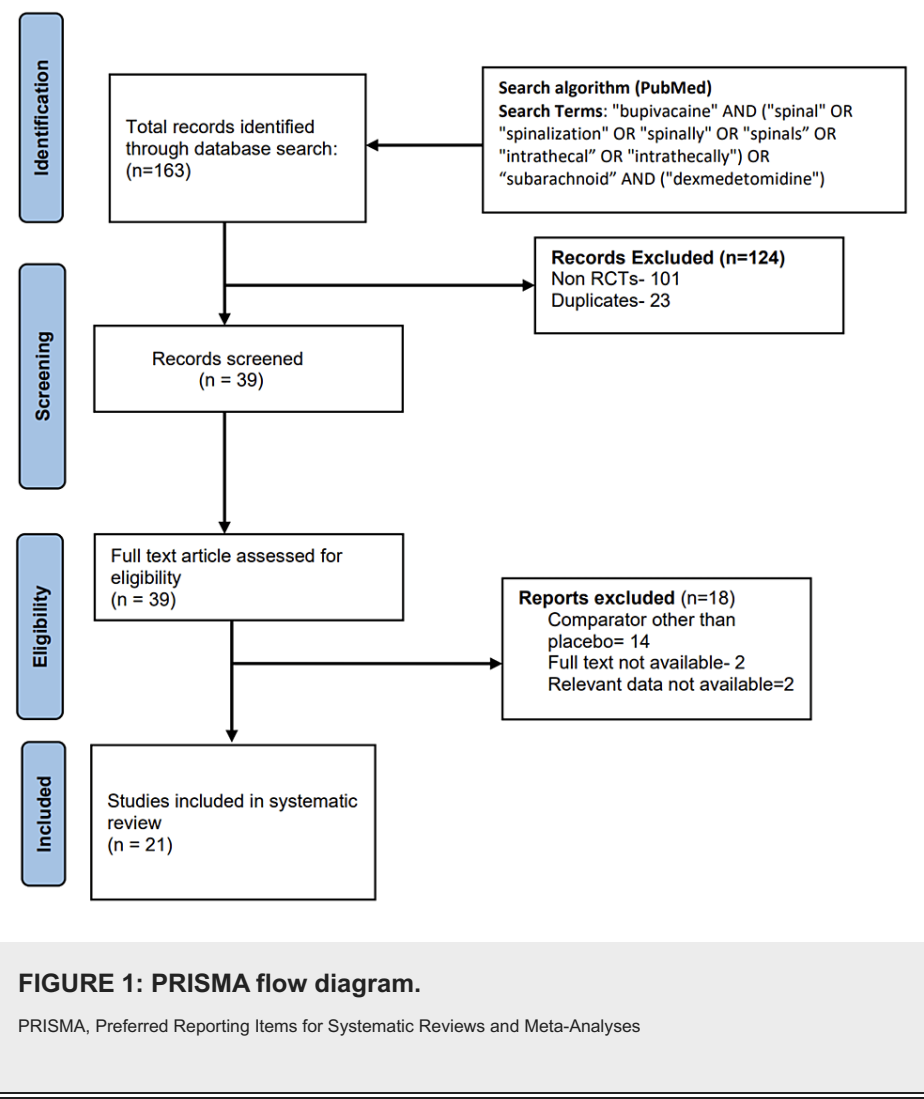 Identification
Total records identified
through database search:
(n=163)
Search algorithm (PubMed)
Search Terms: "bupivacaine" AND ("spinal" OR
"spinalization" OR "spinally" OR "spinals” OR
"intrathecal” OR "intrathecally") OR
“subarachnoid” AND ("dexmedetomidine")
Records Excluded (n=124)
Non RCTs- 101
Duplicates- 23
Screening
Records screened
(n = 39)
Eligibility
Full text article assessed for
eligibility
(n = 39)
Reports excluded (n=18)
Comparator other than
placebo= 14
Full text not available- 2
Relevant data not available=2
Included
Studies included in systematic
review
(n = 21)
FIGURE 1: PRISMA flow diagram.
PRISMA, Preferred Reporting Items for Systematic Reviews and Meta-Analyses